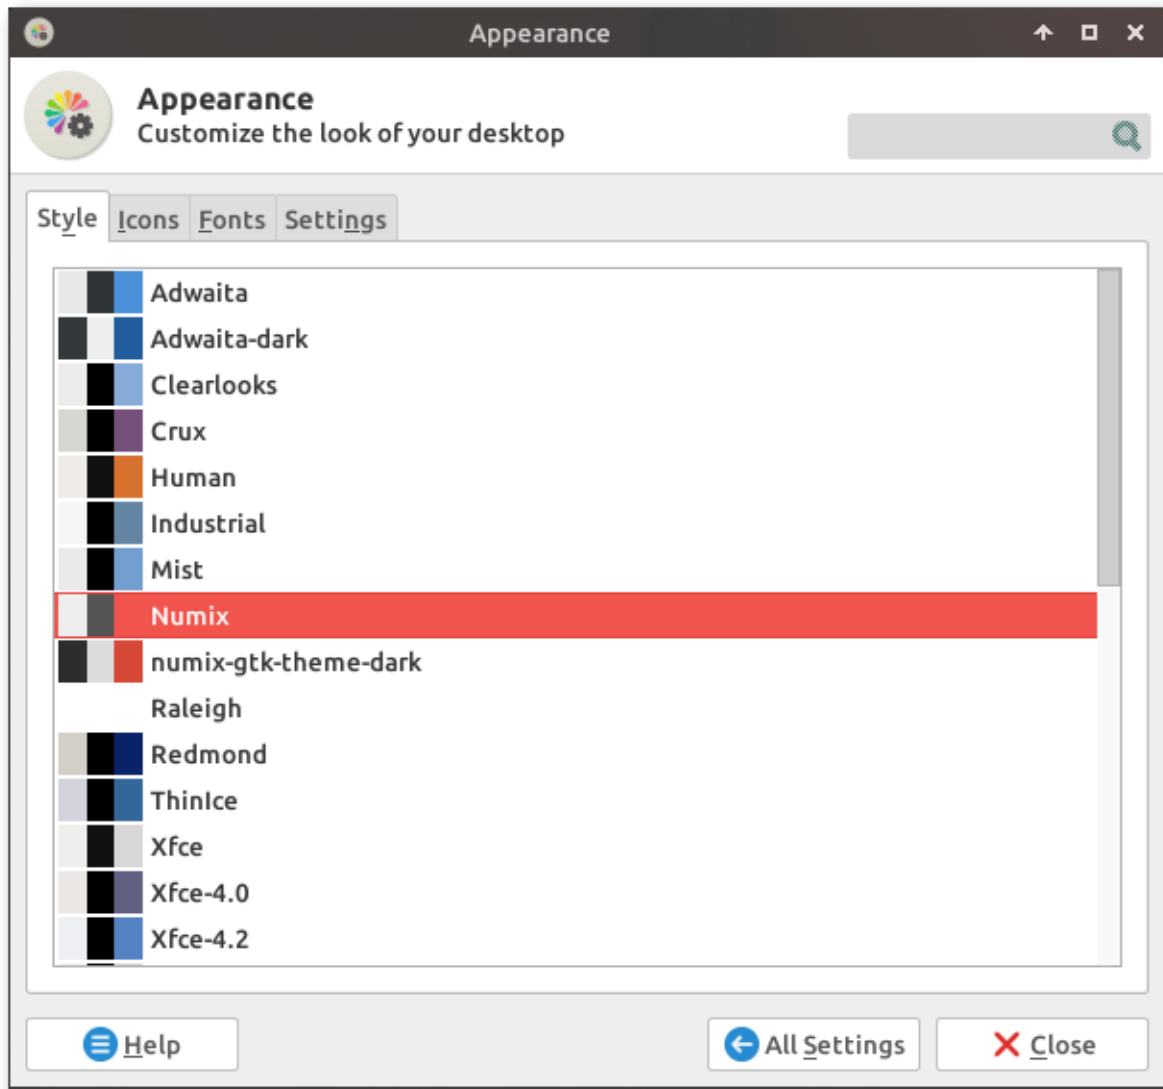 Appearance
Appearance
Customize the look of your desktop
Style Icons Fonts Settings
Adwaita
Adwaita-dark
Clearlooks
Crux
Human
Industrial
Mist
Numix
numix-gtk-theme-dark
Raleigh
Redmond
ThinIce
Xfce
Xfce-4.0
Xfce-4.2
Help All Settings Close